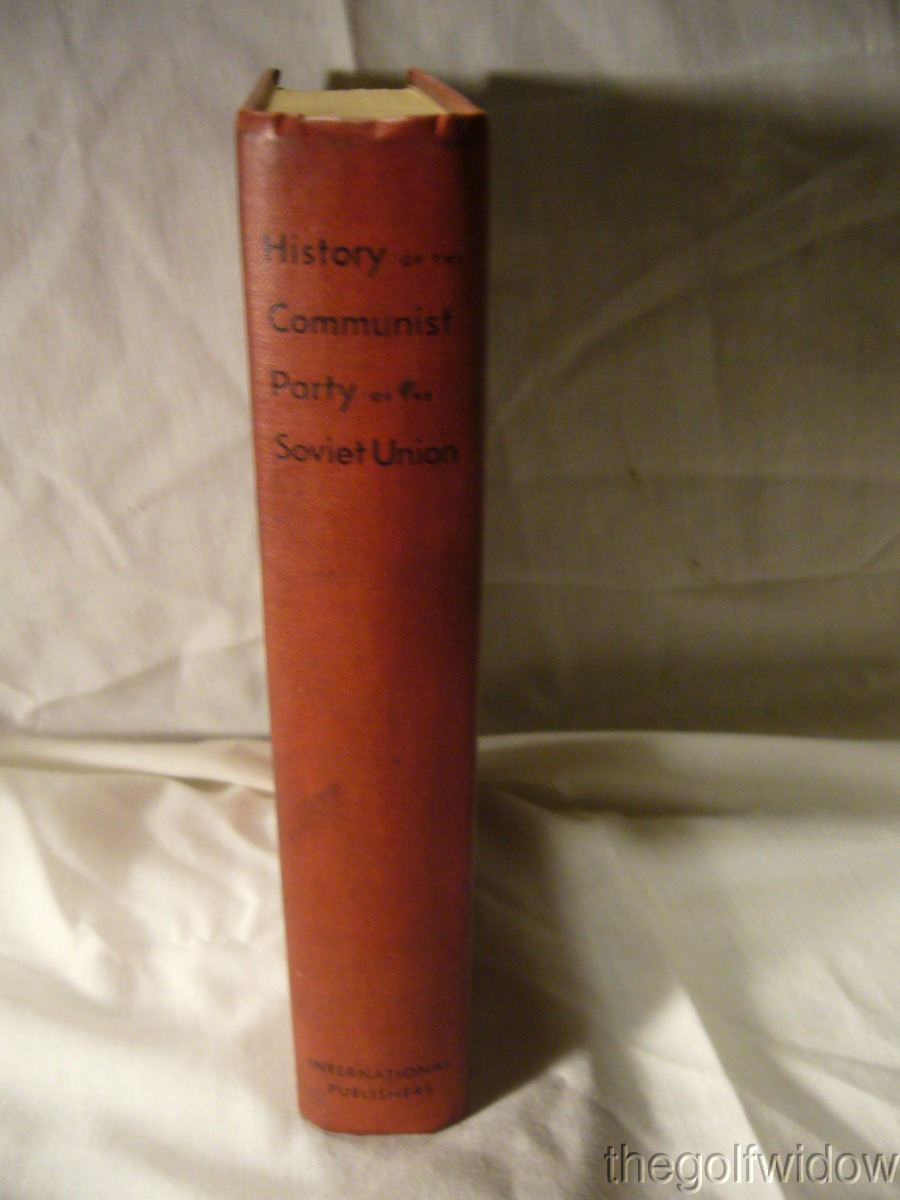 History OF THE
Communist
Party OF THE
Soviet Union
INTERNATIONAL
PUBLISHERS
thegolfwidow